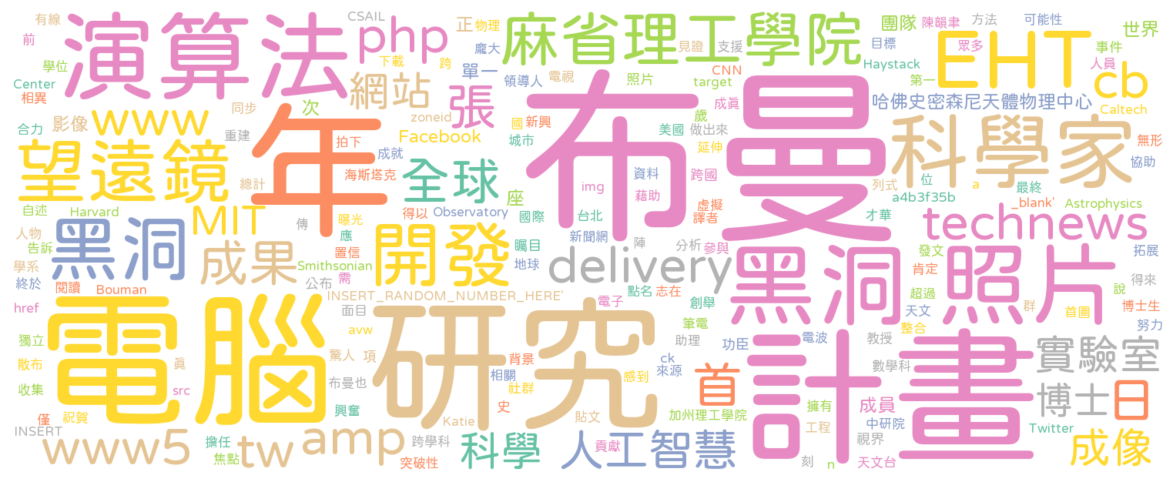 有線
CSAIL
正
物理
團隊
陳韻聿
方法
可能性
前
演算法
php
麻省理工學院
見證
支援
目標
眾多
EHT
事件
世界
學位
下載
跨
龐大
單一
領導人
電視
CNN
Haystack
第一
人員
cb
Center
相異
網站
張
照片
target
哈佛史密森尼天體物理中心
Caltech
同步
次
zoneid
成員
歲
合力
影像
www
年
拍下
Facebook
國
新興
城市
布曼
美國
做出來
延伸
科學家
無形
重建
協助
望遠鏡
成就
海斯塔克
全球
img
資料
跨國
列式
位
最終
a
總計
座
藉助
虛擬
a4b3f35b
_blank'
自述
Harvard
MIT
曝光
得以
Observatory
國際
台北
譯者
才華
Astrophysics
人物
傳
應
technews
告訴
黑洞
成果
置信
開發
矚目
新聞網
陣
分析
參與
發文
拓展
學系
Smithsonian
需
地球
delivery
黑洞照片
肯定
終於
閱讀
Bouman
公布
點名
志在
得來
href
INSERT_RANDOM_NUMBER_HERE'
電子
創舉
超過
說
面目
天文
群
首圖
博士生
獨立
電腦
avw
研究
筆電
電波
整合
努力
散布
真
驚人
項
背景
助理
功臣
計畫
教授
實驗室
收集
src
布曼也
相關
社群
感到
ck
來源
首
數學科
僅
祝賀
興奮
史
貼文
加州理工學院
擁有
成員
博士
日
INSERT
Katie
工程
中研院
Twitter
www5
擔任
焦點
tw
amp
跨學科
突破性
科學
人工智慧
貢獻
視界
刻
n
天文台
成像